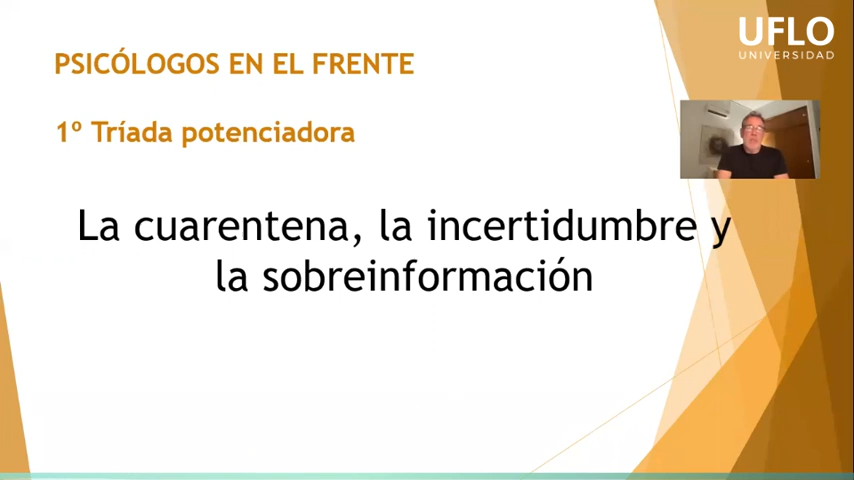 UFLO
UNIVERSIDAD
PSICÓLOGOS EN EL FRENTE
1º Tríada potenciadora
La cuarentena, la incertidumbre y
la sobreinformación